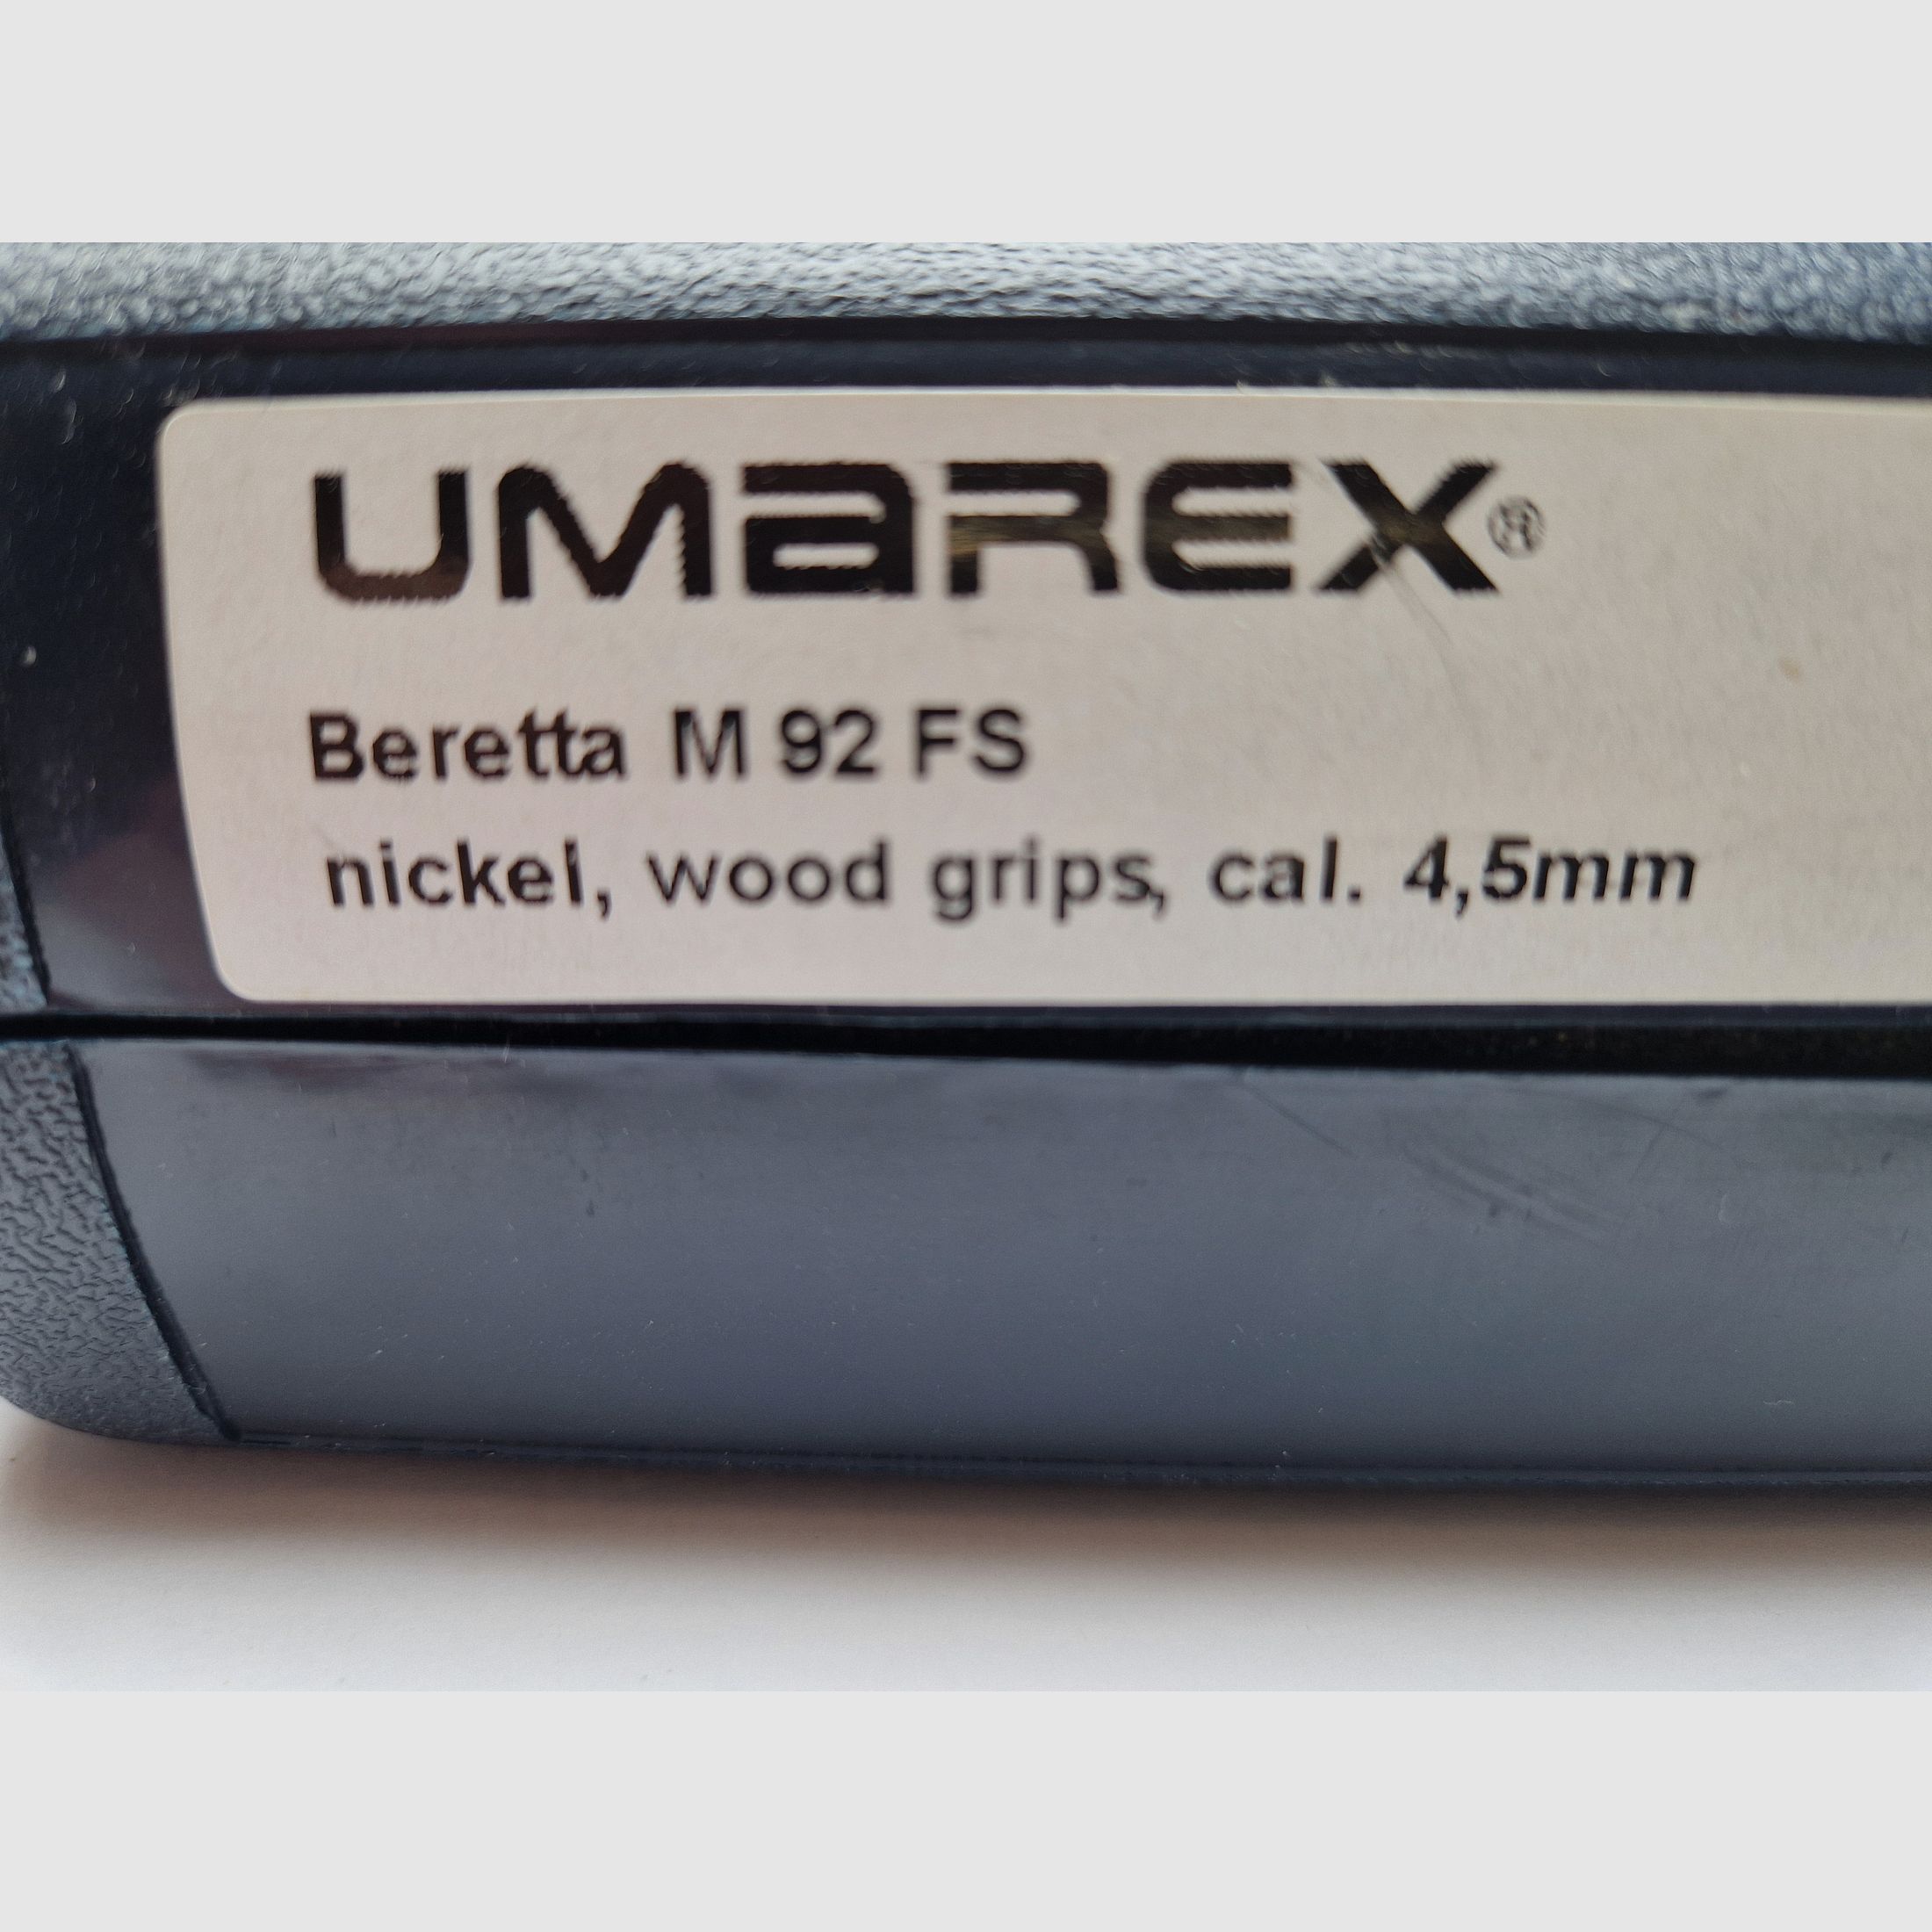 UMAREX®
Beretta M 92 FS
nickel, wood grips, cal. 4,5mm